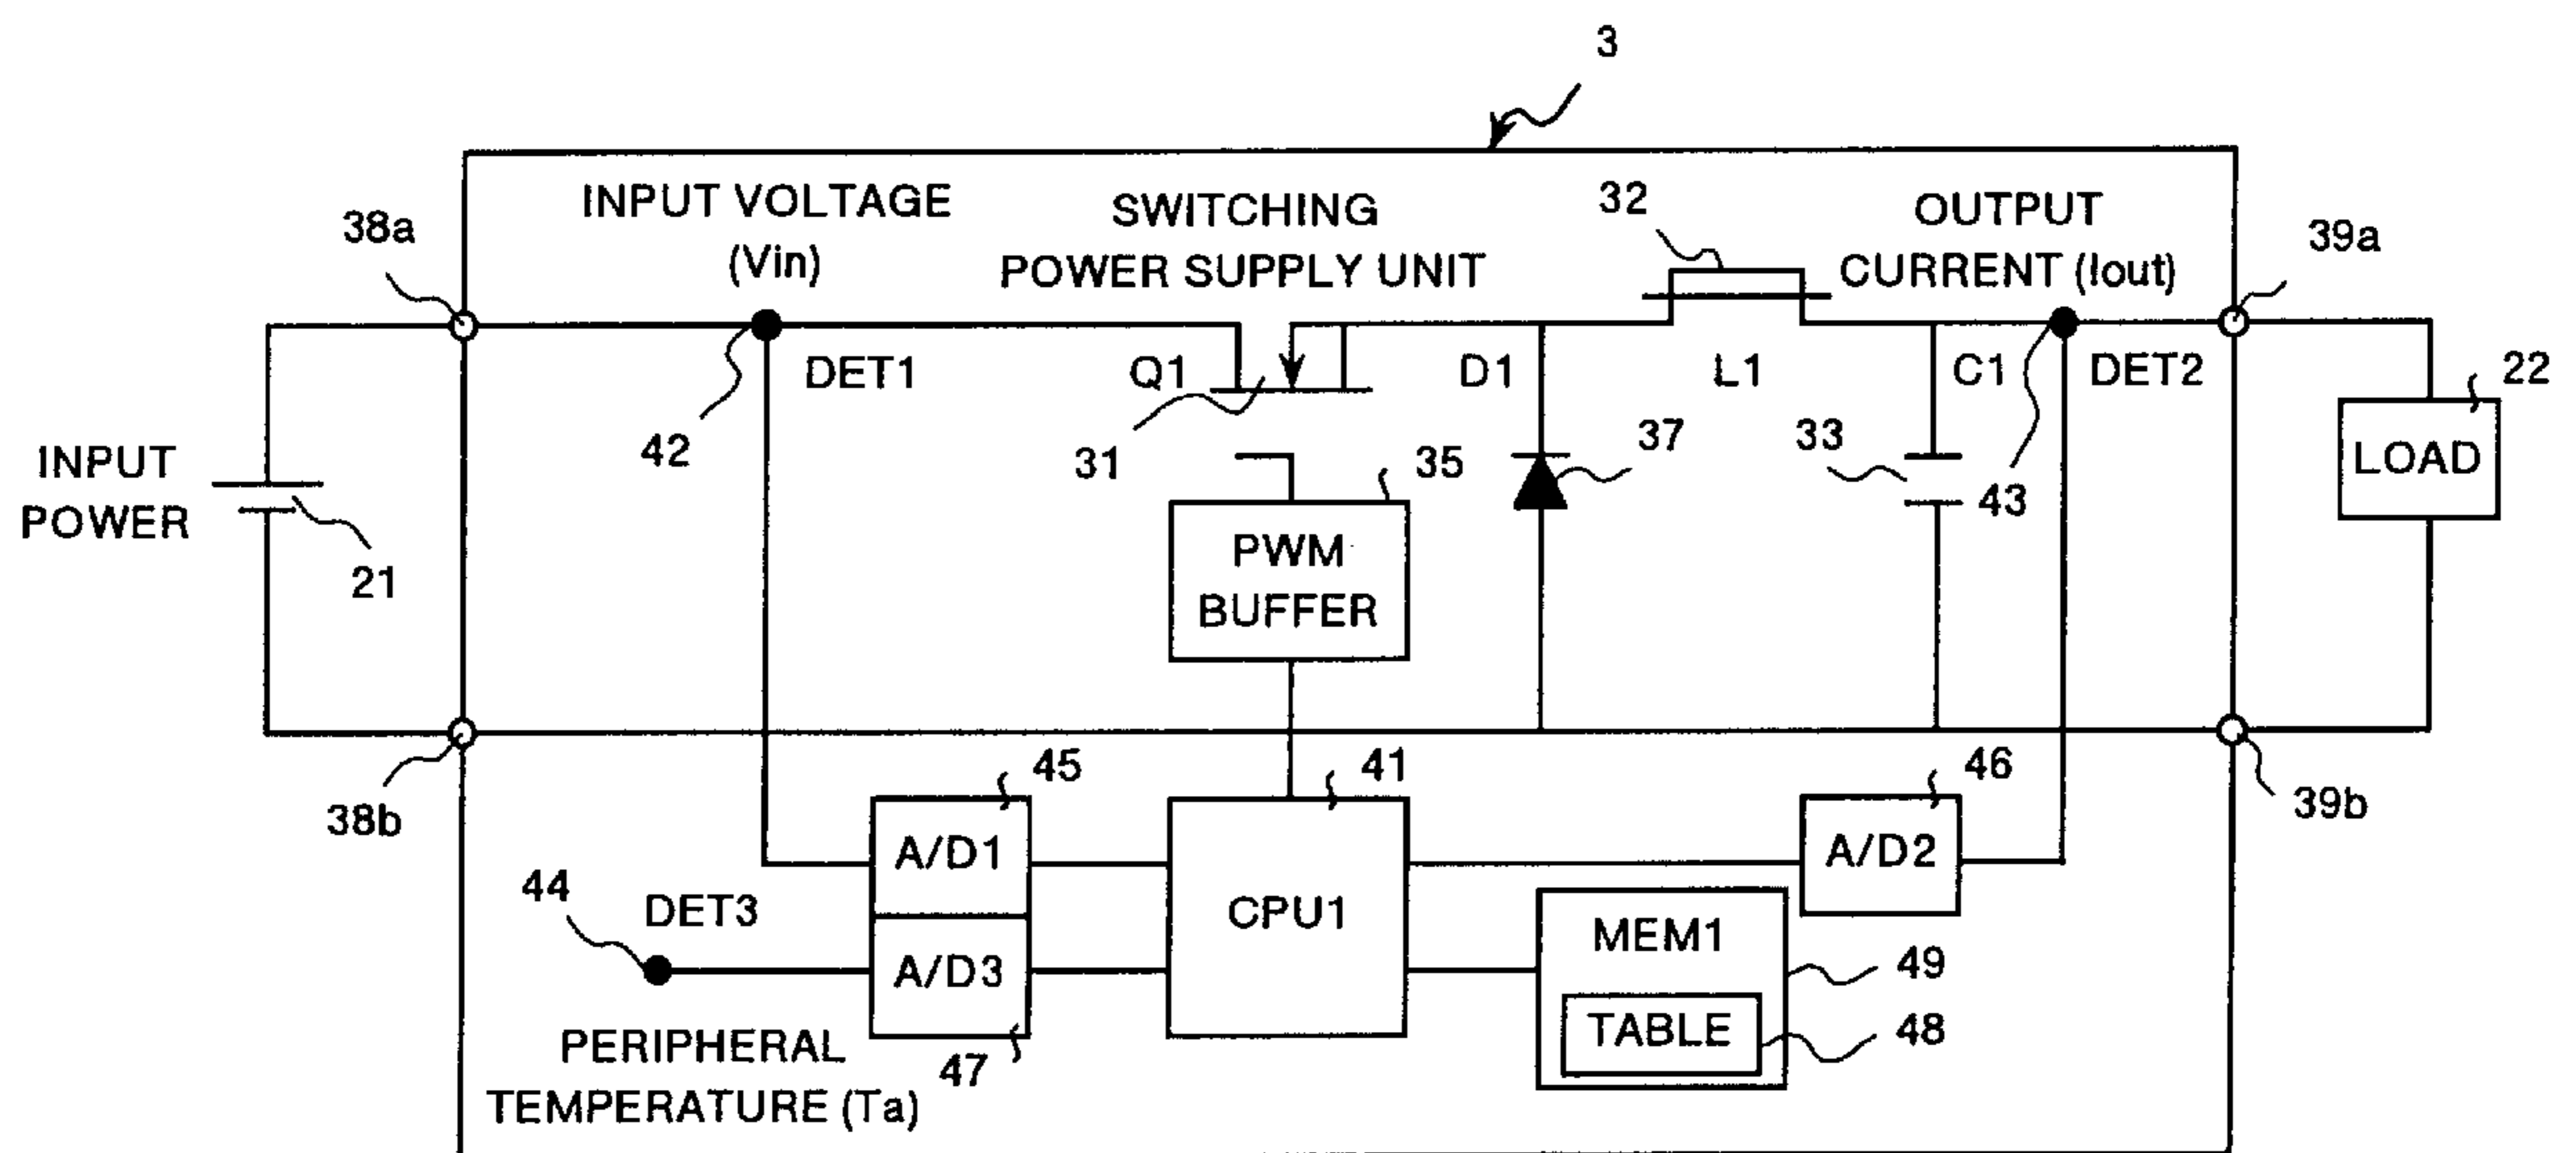 3
INPUT VOLTAGE
(Vin)
SWITCHING
POWER SUPPLY UNIT
32
OUTPUT
CURRENT (Iout)
38a
39a
DET1
Q1
D1
L1
C1
DET2
22
42
31
35
37
33
43
LOAD
INPUT
POWER
21
PWM
BUFFER
38b
45
41
46
39b
A/D1
A/D2
44
DET3
CPU1
MEM1
49
A/D3
TABLE
48
47
PERIPHERAL
TEMPERATURE (Ta)